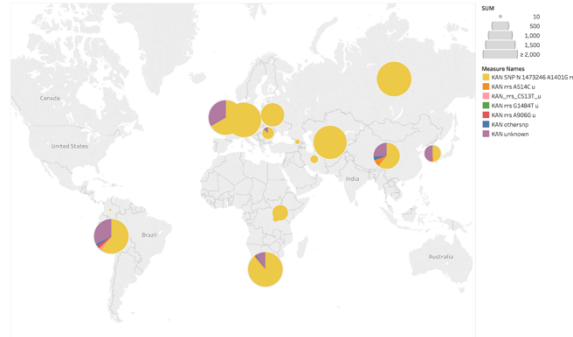 SUM
10
500
1,000
1,500
≥ 2,000
Measure Names
KAN SNP N 1473246 A1401G r
KAN rrs A514C u
KAN_rrs_C513T_u
KAN rrs G1484T u
KAN rrs A906G u
KAN othersnp
KAN unknown
Canada
United States
India
Brazil
Australia